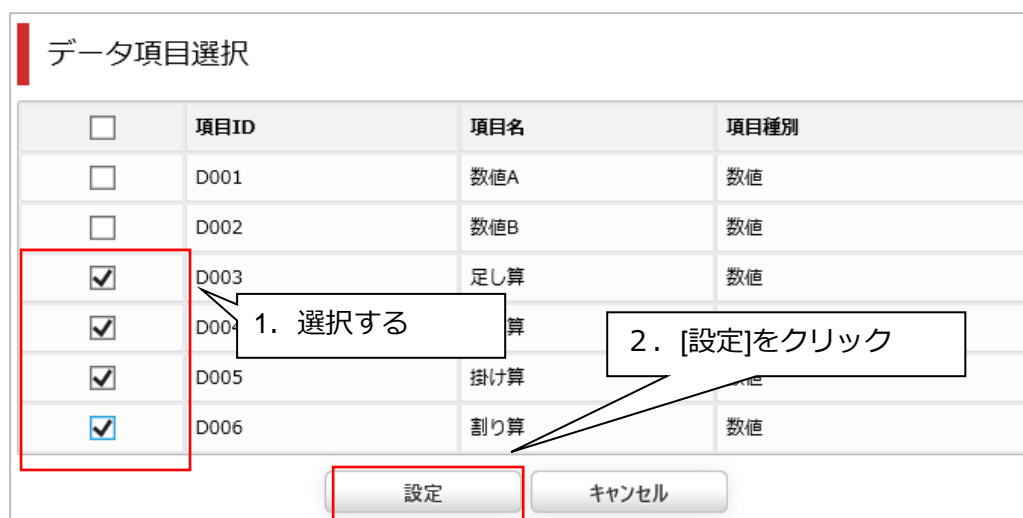 データ項目選択
項目ID 項目名 項目種別
D001 数値A 数値
D002 数値B 数値
D003 足し算 数値
1．選択する
D004 算
2．[設定]をクリック
D005 掛け算 数値
D006 割り算 数値
設定 キャンセル